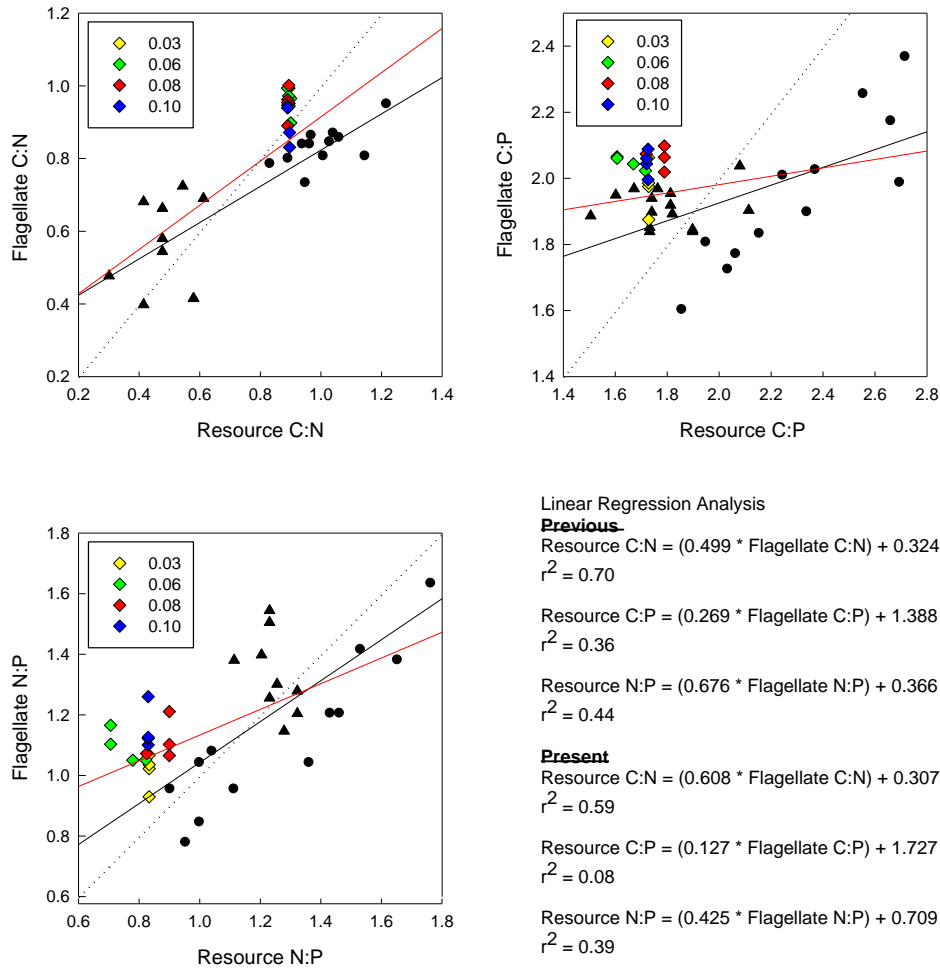 1.2
1.0
0.8
0.6
0.4
0.2
0.2 0.4 0.6 0.8 1.0 1.2 1.4
Flagellate C:N
Resource C:N
0.03
0.06
0.08
0.10
2.4
2.2
2.0
1.8
1.6
1.4
1.4 1.6 1.8 2.0 2.2 2.4 2.6 2.8
Flagellate C:P
Resource C:P
0.03
0.06
0.08
0.10
1.8
1.6
1.4
1.2
1.0
0.8
0.6
0.6 0.8 1.0 1.2 1.4 1.6 1.8
Flagellate N:P
Resource N:P
0.03
0.06
0.08
0.10
Linear Regression Analysis
Previous
Resource C:N = (0.499 * Flagellate C:N) + 0.324
r2 = 0.70
Resource C:P = (0.269 * Flagellate C:P) + 1.388
r2 = 0.36
Resource N:P = (0.676 * Flagellate N:P) + 0.366
r2 = 0.44
Present
Resource C:N = (0.608 * Flagellate C:N) + 0.307
r2 = 0.59
Resource C:P = (0.127 * Flagellate C:P) + 1.727
r2 = 0.08
Resource N:P = (0.425 * Flagellate N:P) + 0.709
r2 = 0.39